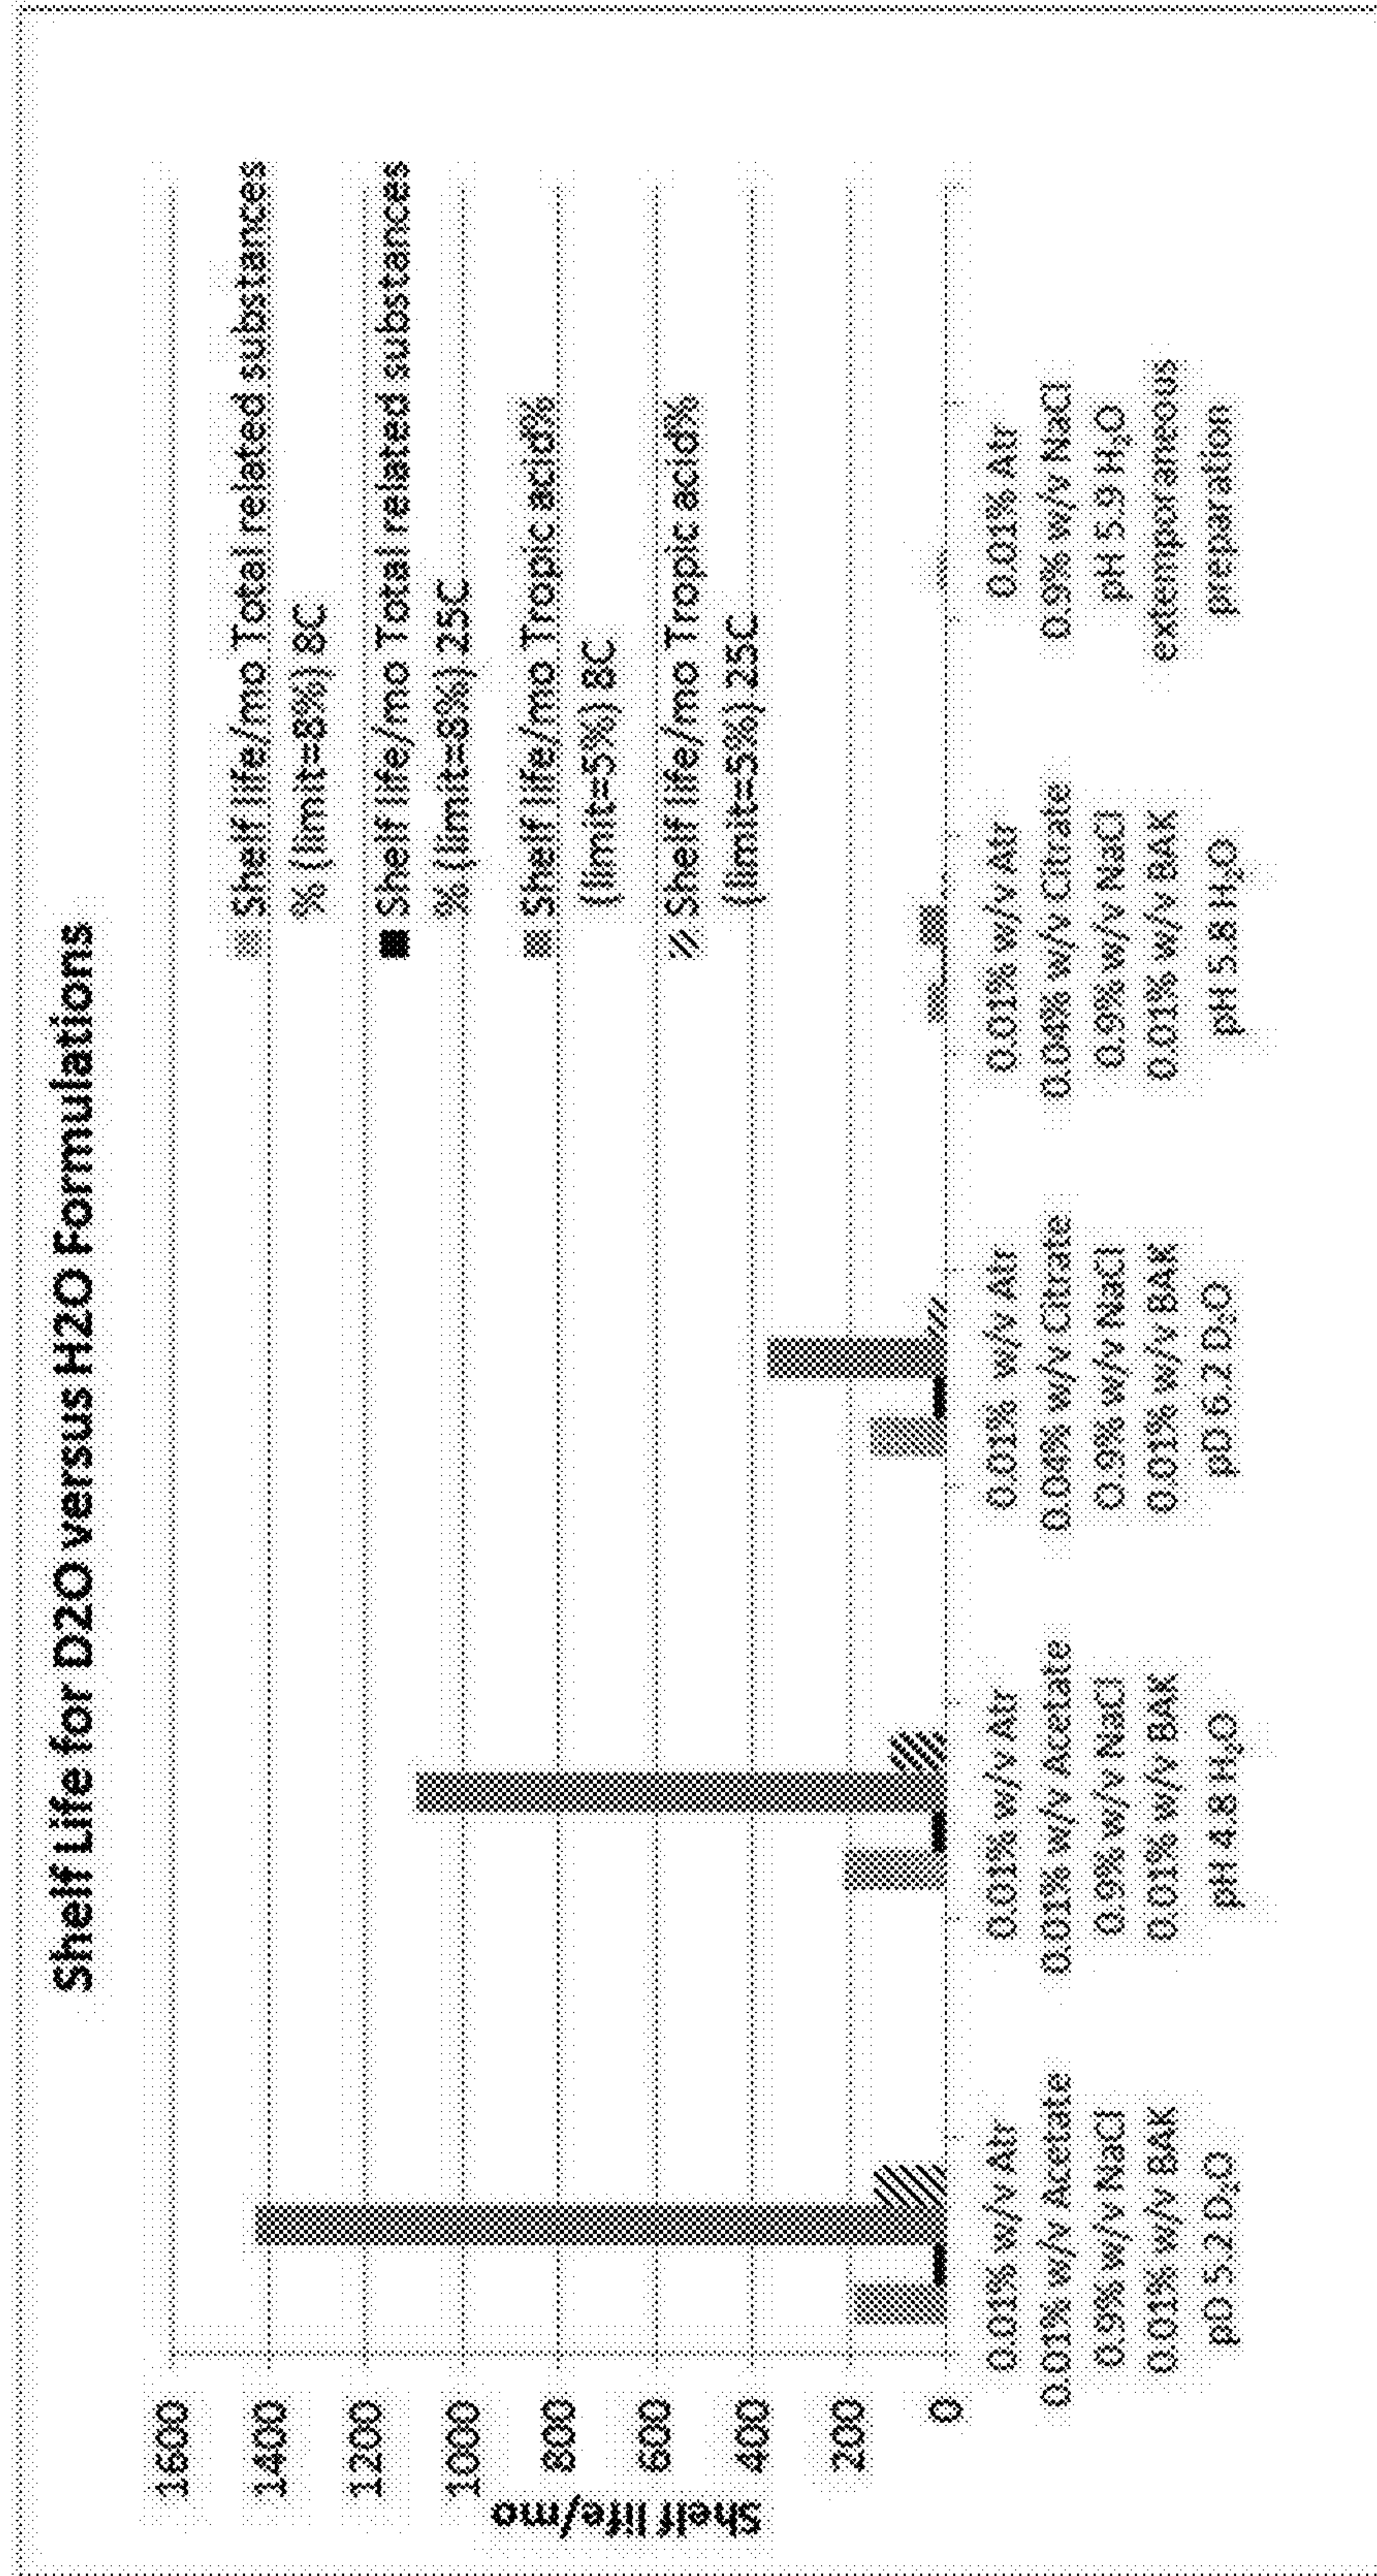 Shelf Life for D2O versus H2O Formulations
Shelf life/mo
1600
1400
1200
1000
800
600
400
200
0
Shelf life/mo Total related substances
% (limit=8%) 8C
Shelf life/mo Total related substances
% (limit=8%) 25C
Shelf life/mo Tropic acid%
(limit=5%) 8C
Shelf life/mo Tropic acid%
(limit=5%) 25C
0.01% w/v Atr
0.01% w/v Acetate
0.9% w/v NaCl
0.01% w/v BAK
pD 5.2 D₂O
0.01% w/v Atr
0.01% w/v Acetate
0.9% w/v NaCl
0.01% w/v BAK
pH 4.8 H₂O
0.01% w/v Atr
0.04% w/v Citrate
0.9% w/v NaCl
0.01% w/v BAK
pD 6.2 D₂O
0.01% w/v Atr
0.04% w/v Citrate
0.9% w/v NaCl
0.01% w/v BAK
pH 5.8 H₂O
0.01% Atr
0.9% w/v NaCl
pH 5.9 H₂O
extemporaneous
preparation